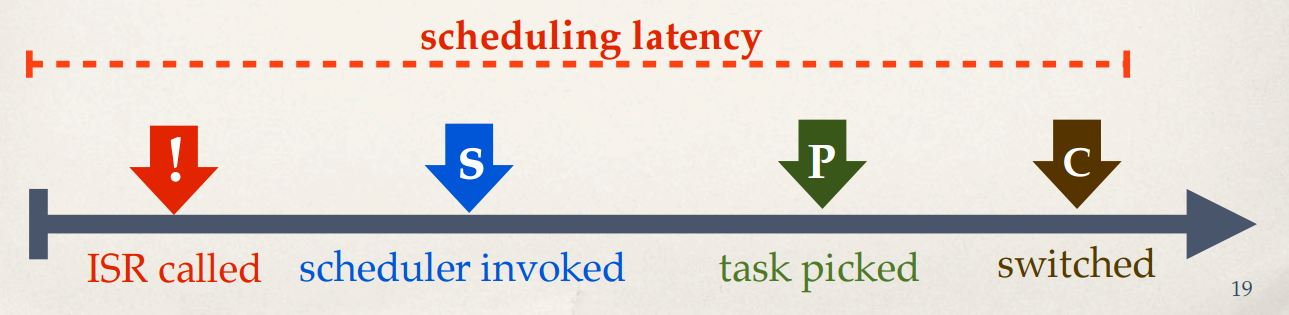 scheduling latency
! S P C
ISR called scheduler invoked task picked switched
19